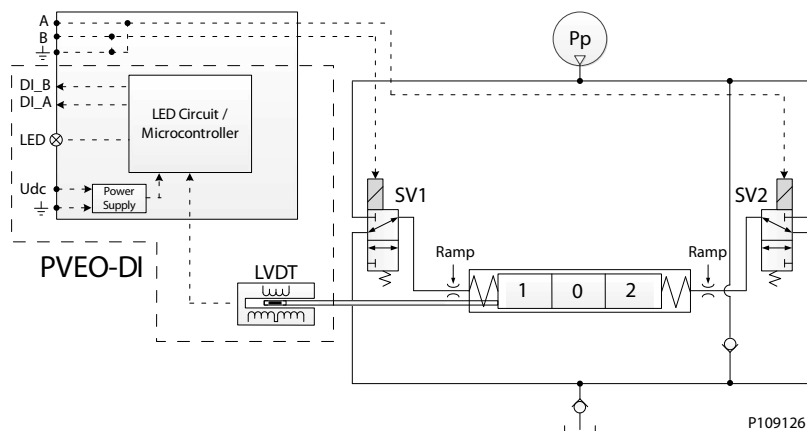 A
B
Pp
DI_B
DI_A
LED Circuit /
Microcontroller
LED
Udc
Power
Supply
SV1
SV2
PVEO-DI
LVDT
Ramp
Ramp
1 0 2
P109126